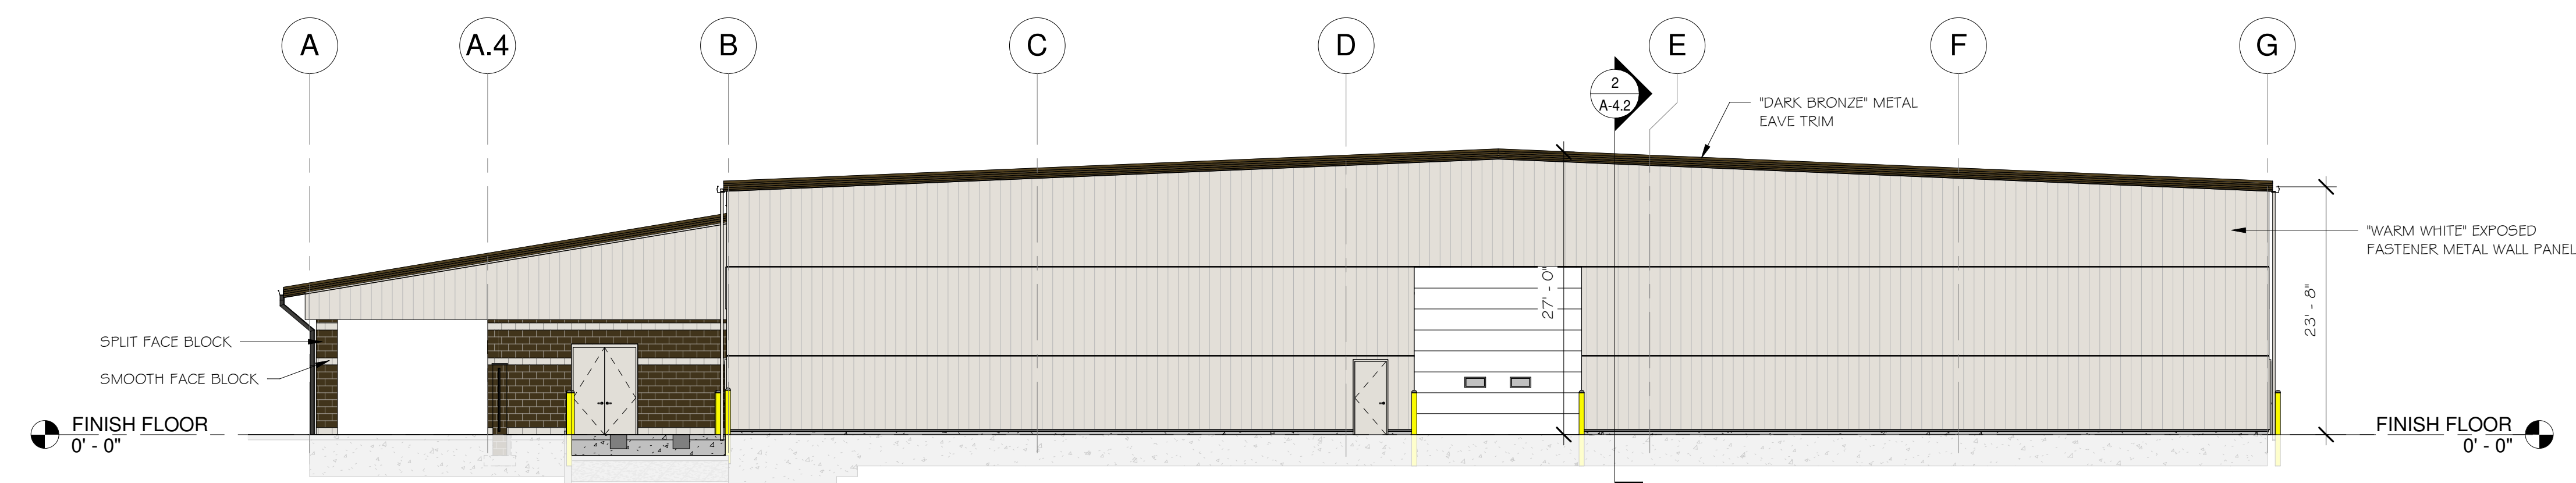 A
A.4
B
C
D
E
F
G
2
A-4.2
"DARK BRONZE" METAL
EAVE TRIM
"WARM WHITE" EXPOSED
FASTENER METAL WALL PANEL
27' - 0"
23' - 8"
SPLIT FACE BLOCK
SMOOTH FACE BLOCK
FINISH FLOOR
0' - 0"
FINISH FLOOR
0' - 0"